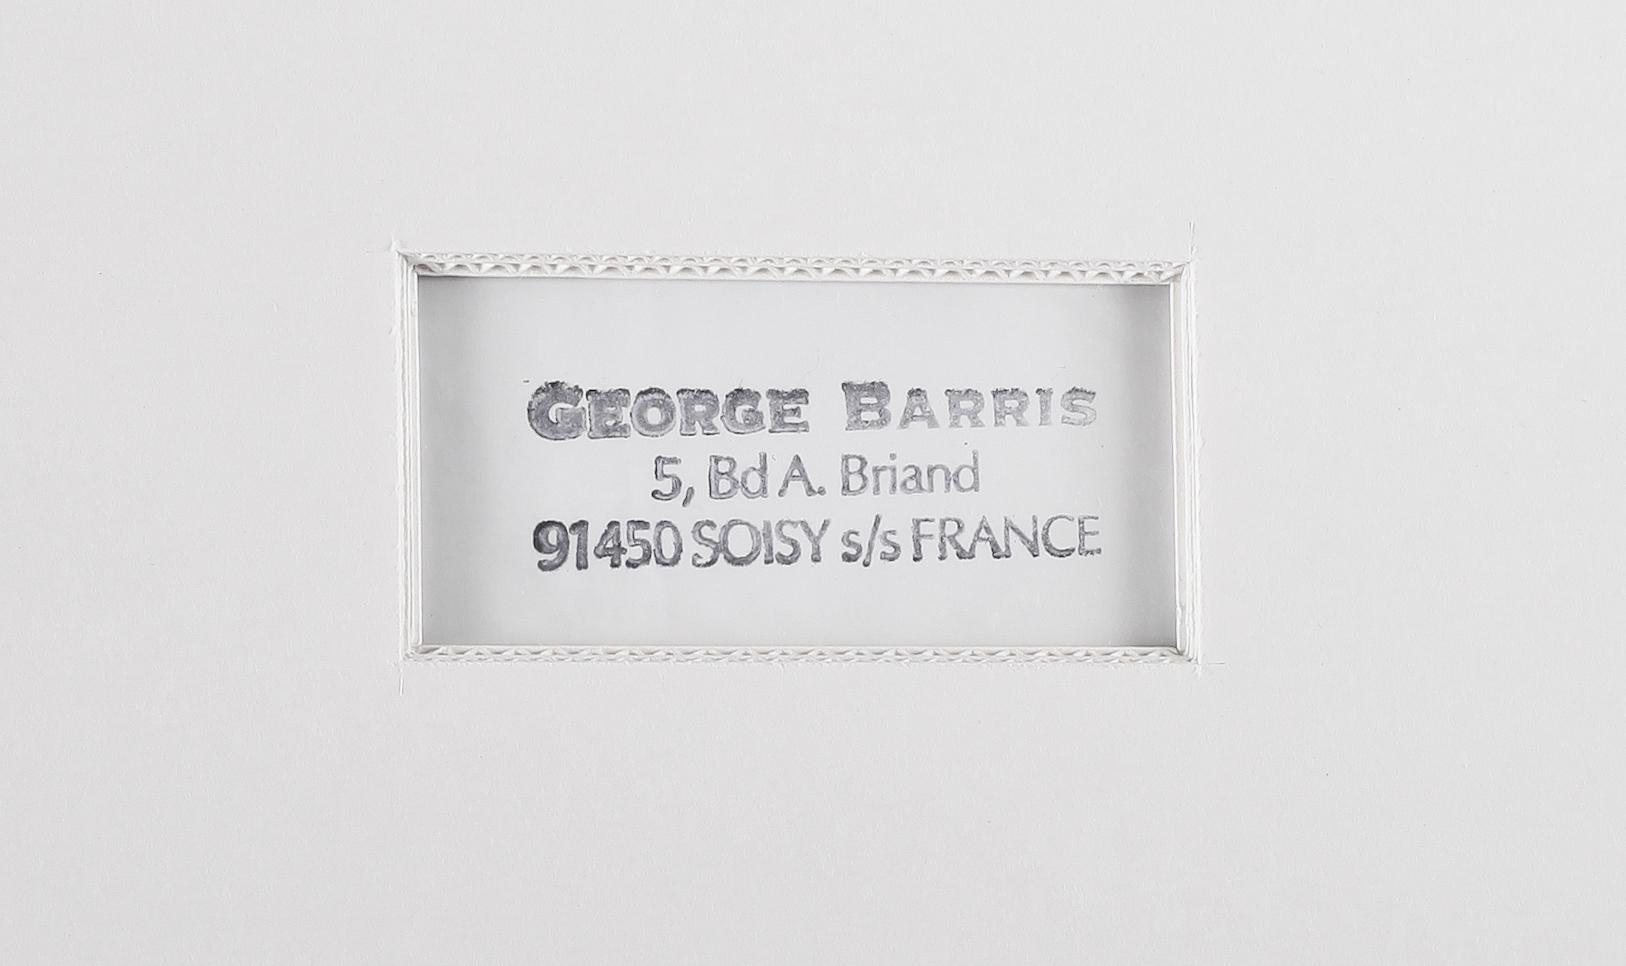 GEORGE BARRIS
5, Bd A. Briand
91450 SOISY s/s FRANCE